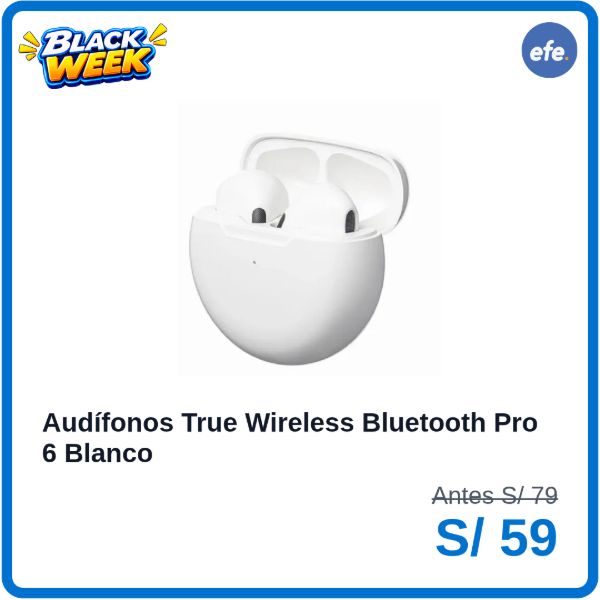 BLACK
WEEK
efe.
Audífonos True Wireless Bluetooth Pro
6 Blanco
Antes S/ 79
S/ 59